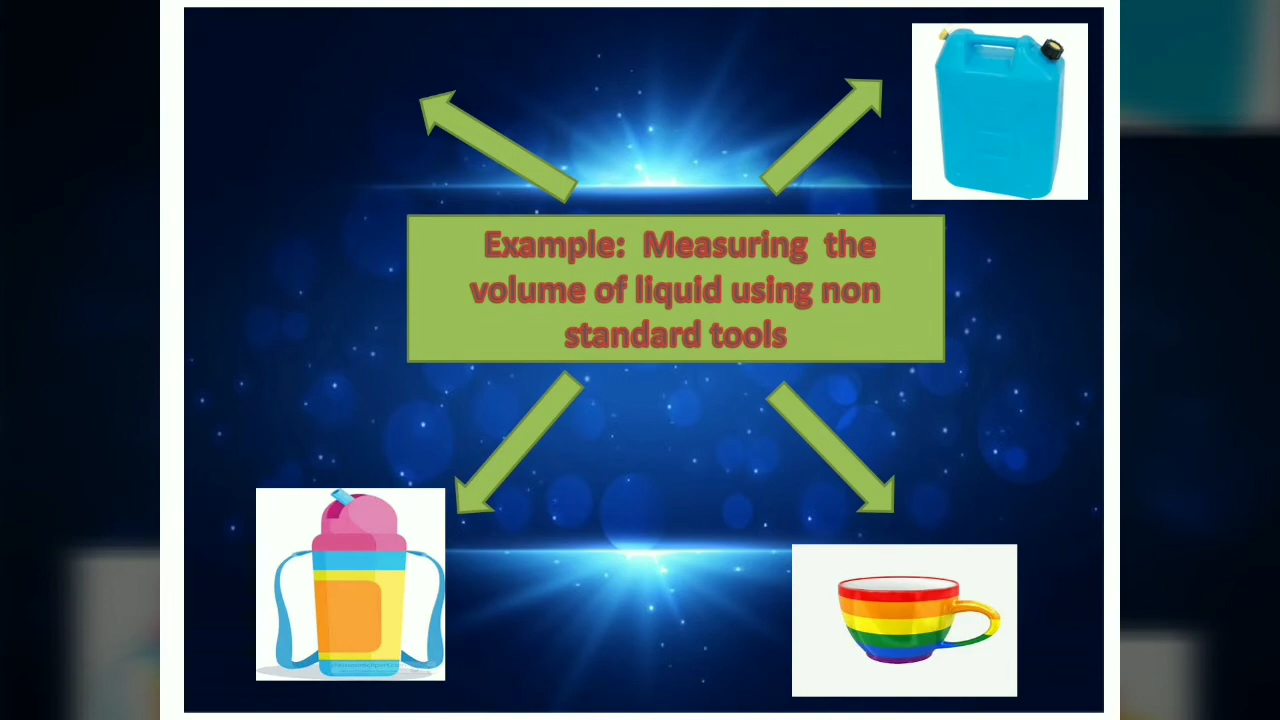 Example:  Measuring  the
volume of liquid using non
standard tools